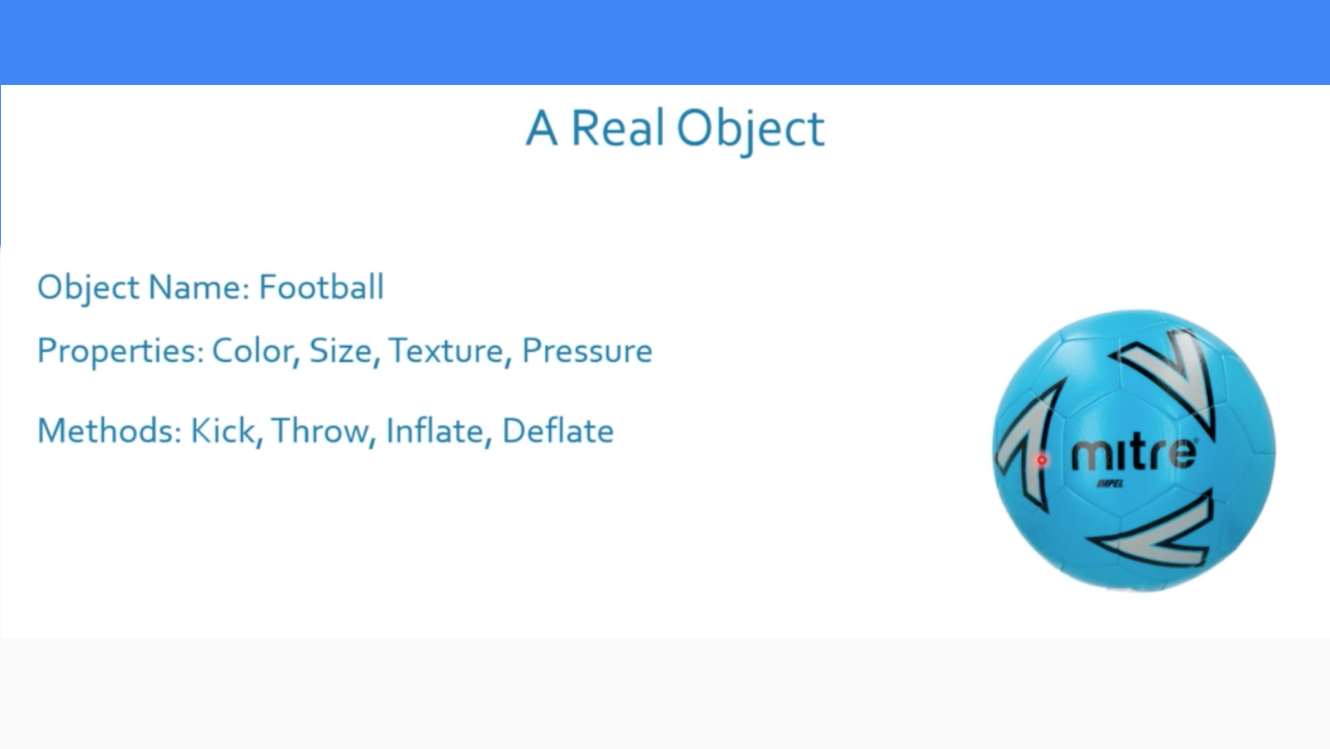 A Real Object
Object Name: Football
Properties: Color, Size, Texture, Pressure
Methods: Kick, Throw, Inflate, Deflate
mitre
IMPEL